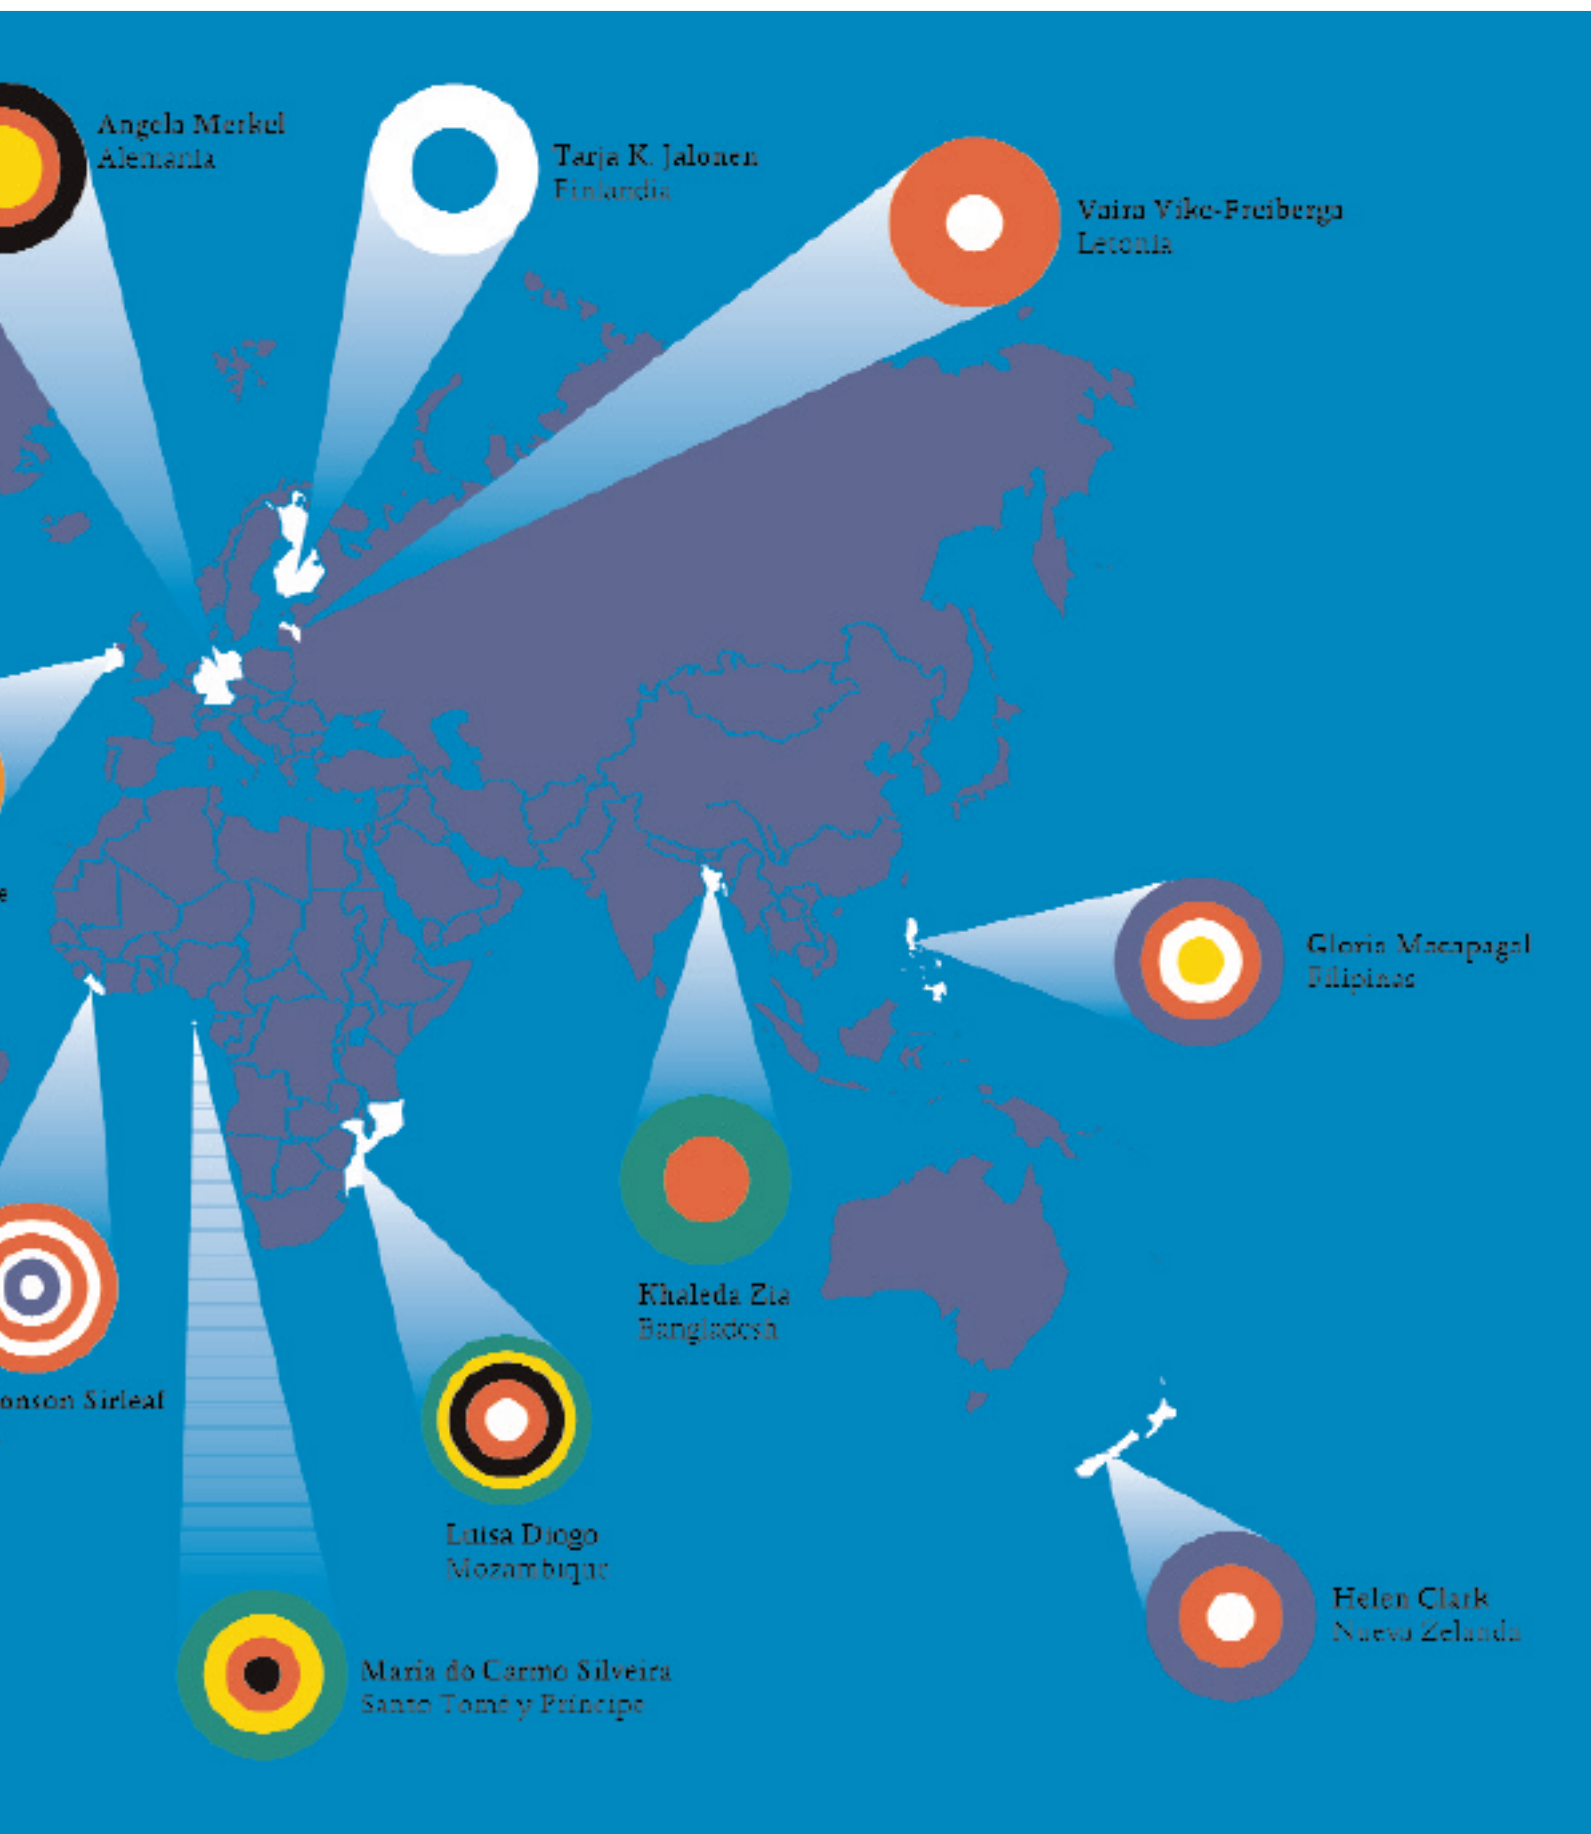 Angela Merkel
Alemania
Tarja K. Jalonen
Finlandia
Vaira Vike-Freiberga
Letonia
e
Gloria Macapagal
Filipinas
Khaleda Zia
Bangladesh
onson Sirleaf
Luisa Diogo
Mozambique
Helen Clark
Nueva Zelanda
Maria do Carmo Silveira
Santo Tomé y Príncipe